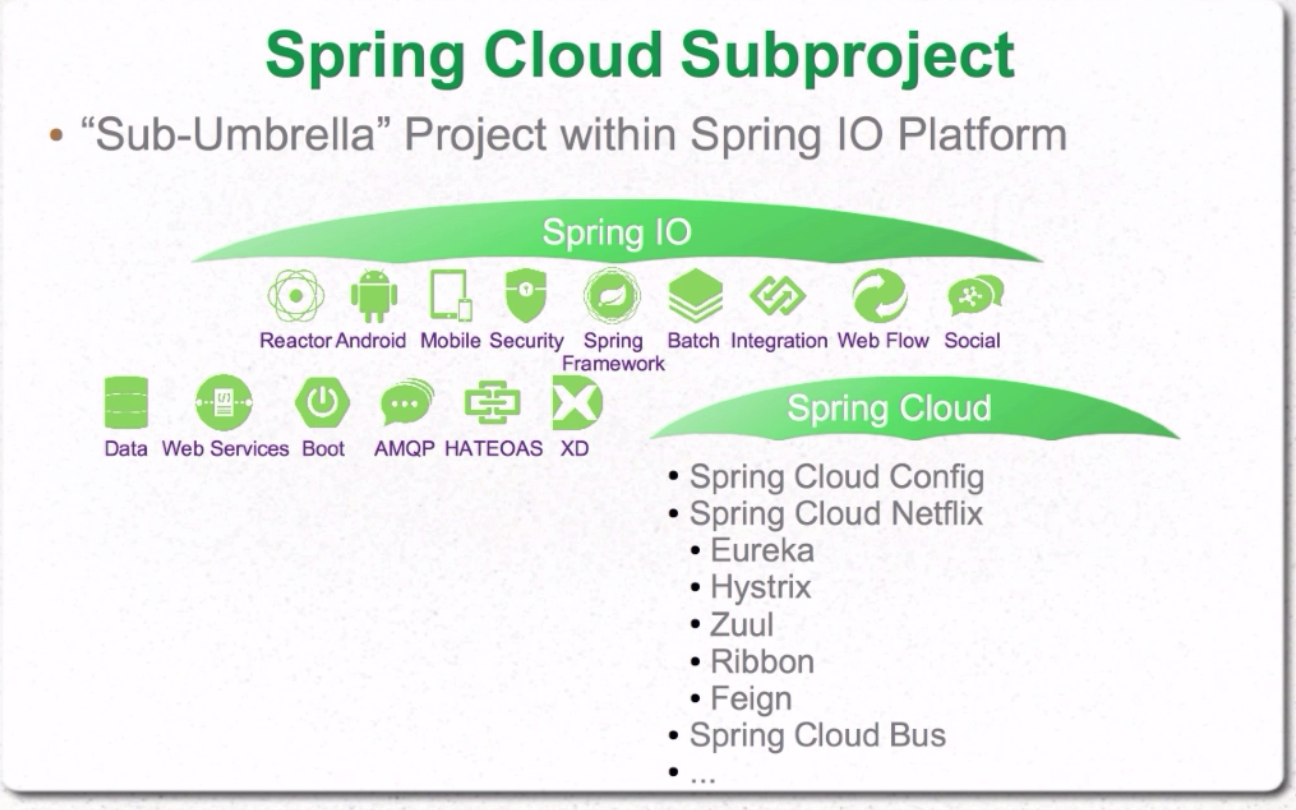 Spring Cloud Subproject
• “Sub-Umbrella” Project within Spring IO Platform
Spring IO
Reactor Android Mobile Security Spring Framework Batch Integration Web Flow Social
Data Web Services Boot AMQP HATEOAS XD
Spring Cloud
• Spring Cloud Config
• Spring Cloud Netflix
• Eureka
• Hystrix
• Zuul
• Ribbon
• Feign
• Spring Cloud Bus
• ...